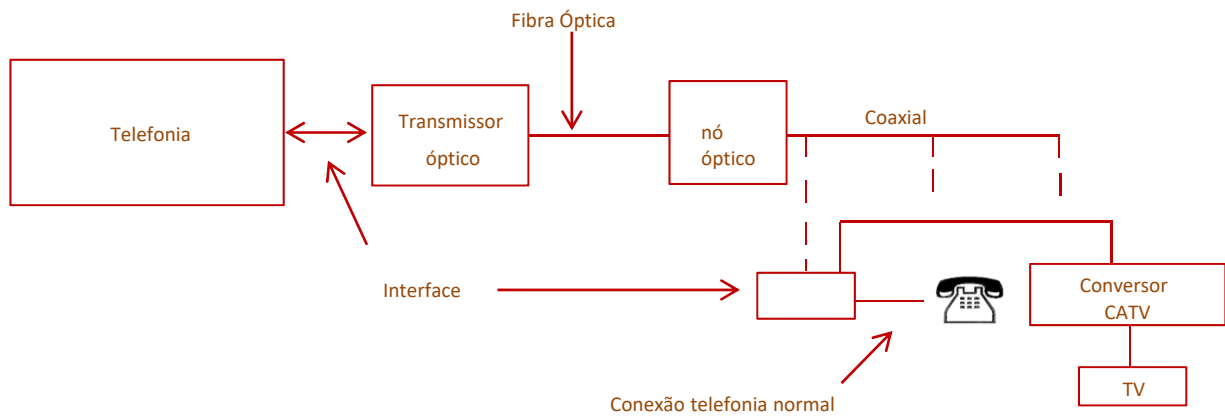 Fibra Óptica
Telefonia
Transmissor
óptico
nó
óptico
Coaxial
Interface
Conversor
CATV
TV
Conexão telefonia normal